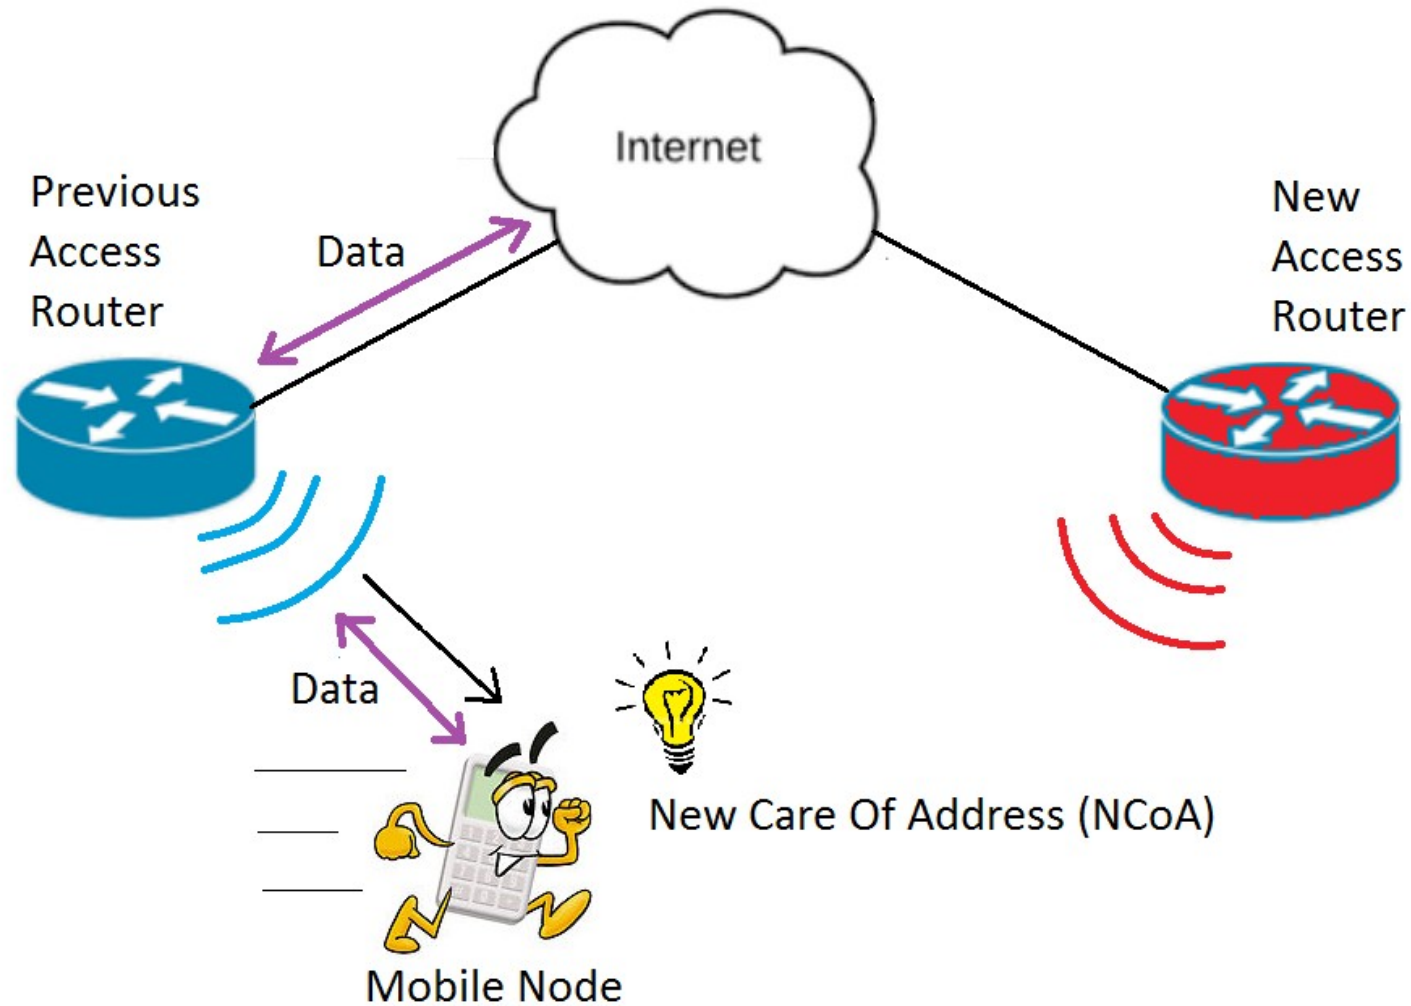 Internet
Previous
Access
Router
Data
New
Access
Router
Data
New Care Of Address (NCoA)
Mobile Node